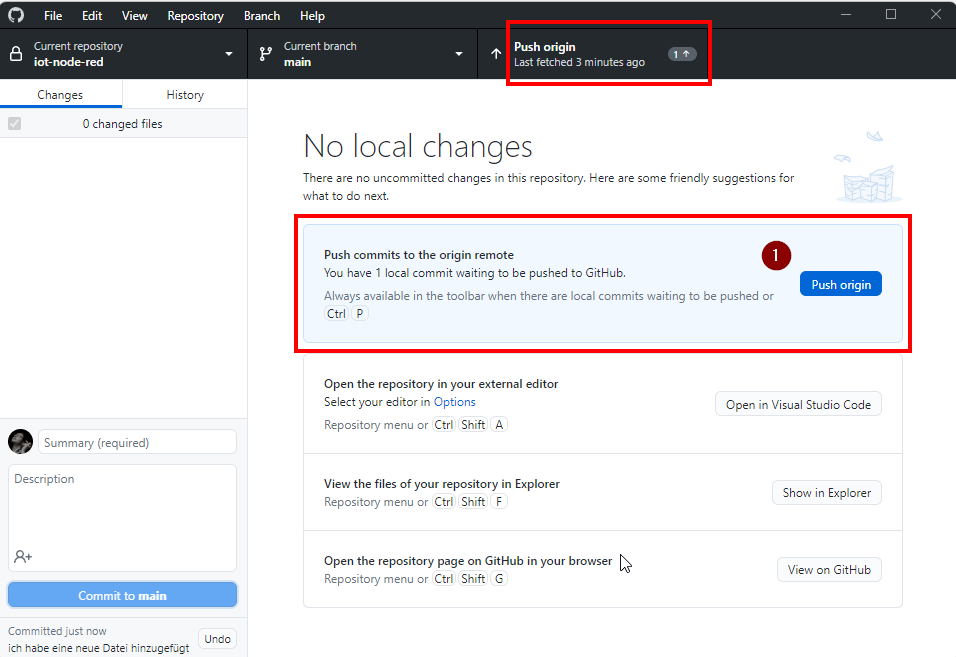 File Edit View Repository Branch Help
Current repository
iot-node-red
Current branch
main
Push origin
Last fetched 3 minutes ago
1
Changes
History
0 changed files
No local changes
There are no uncommitted changes in this repository. Here are some friendly suggestions for
what to do next.
Push commits to the origin remote
You have 1 local commit waiting to be pushed to GitHub.
Always available in the toolbar when there are local commits waiting to be pushed or
Ctrl P
1
Push origin
Open the repository in your external editor
Select your editor in Options
Repository menu or Ctrl Shift A
Open in Visual Studio Code
View the files of your repository in Explorer
Repository menu or Ctrl Shift F
Show in Explorer
Open the repository page on GitHub in your browser
Repository menu or Ctrl Shift G
View on GitHub
Summary (required)
Description
Commit to main
Committed just now
ich habe eine neue Datei hinzugefügt
Undo